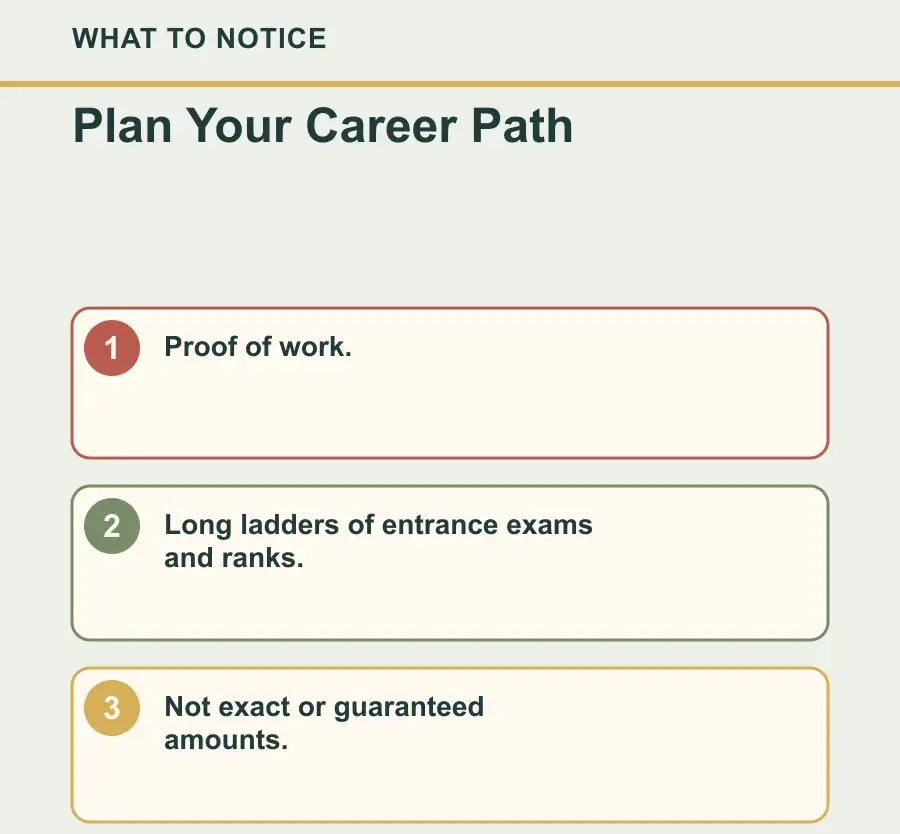 WHAT TO NOTICE
Plan Your Career Path
1
Proof of work.
2
Long ladders of entrance exams
and ranks.
3
Not exact or guaranteed
amounts.